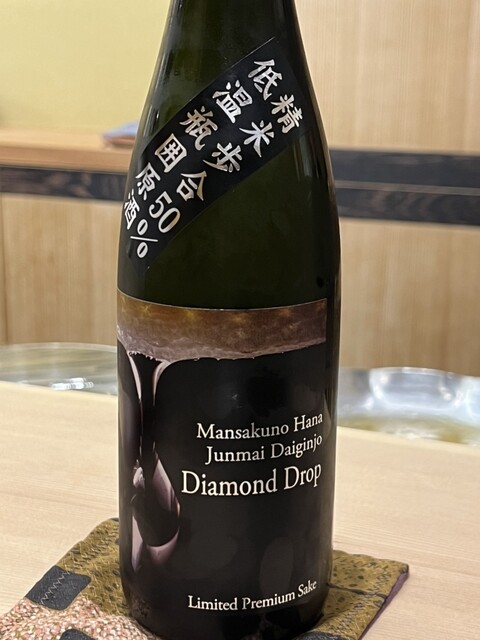 精米歩合50%
低温瓶囲原酒
Mansakuno Hana
Junmai Daiginjo
Diamond Drop
Limited Premium Sake